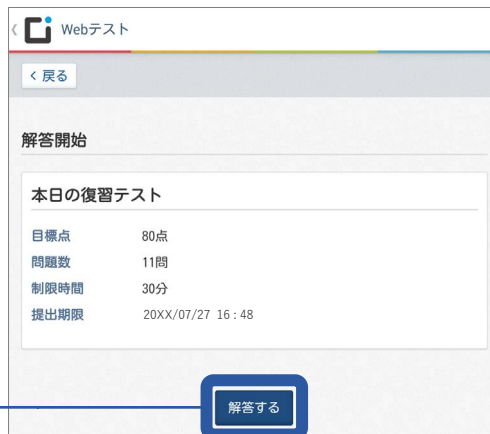 Webテスト
戻る
解答開始
本日の復習テスト
目標点 80点
問題数 11問
制限時間 30分
提出期限 20XX/07/27 16：48
解答する